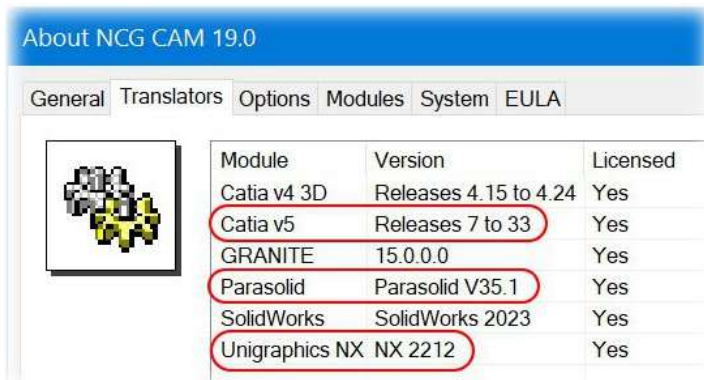 About NCG CAM 19.0
General Translators Options Modules System EULA
Module Version Licensed
Catia v4 3D Releases 4.15 to 4.24 Yes
Catia v5 Releases 7 to 33 Yes
GRANITE 15.0.0.0 Yes
Parasolid Parasolid V35.1 Yes
SolidWorks SolidWorks 2023 Yes
Unigraphics NX NX 2212 Yes